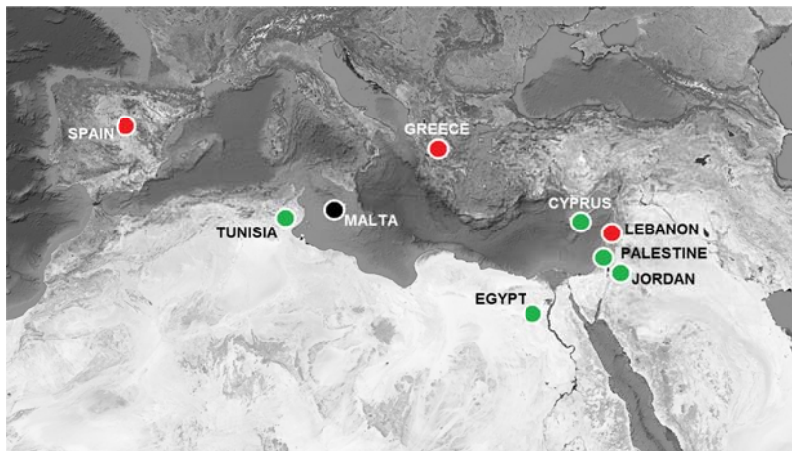 SPAIN
GREECE
CYPRUS
TUNISIA
MALTA
LEBANON
PALESTINE
JORDAN
EGYPT